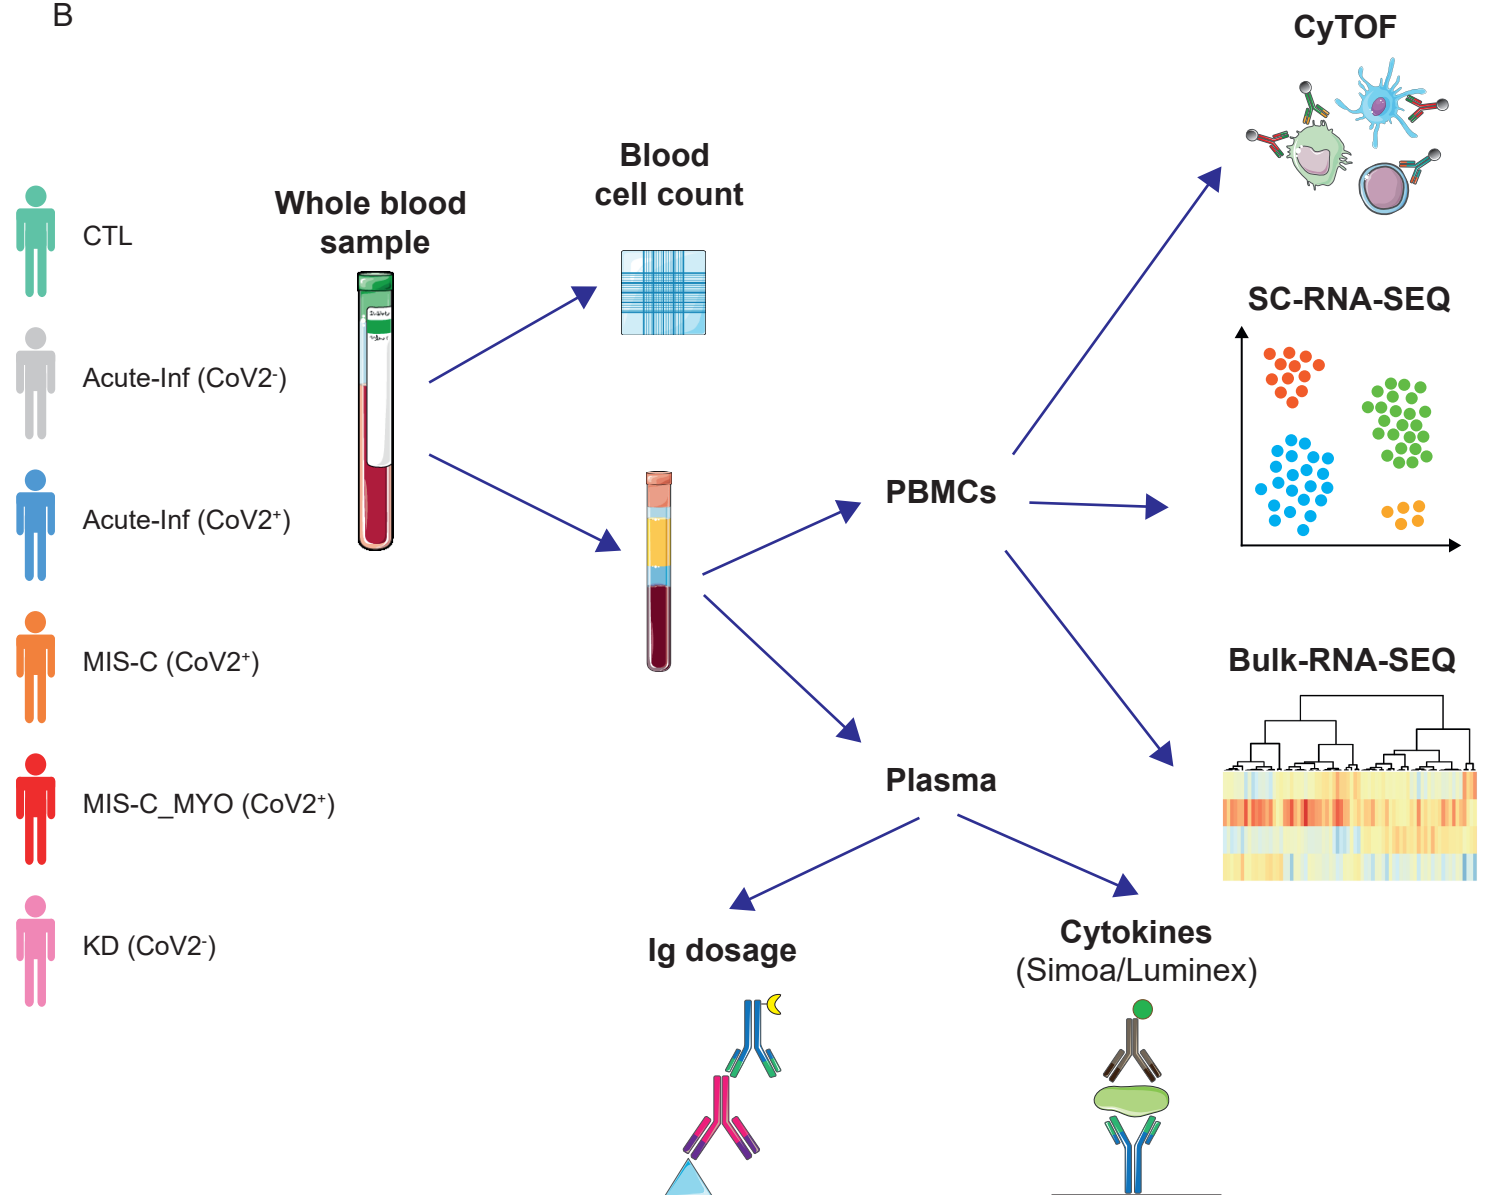 B
CyTOF
Blood
cell count
Whole blood
sample
CTL
SC-RNA-SEQ
Acute-Inf (CoV2⁻)
PBMCs
Acute-Inf (CoV2⁺)
MIS-C (CoV2⁺)
Bulk-RNA-SEQ
Plasma
MIS-C_MYO (CoV2⁺)
KD (CoV2⁻)
Ig dosage
Cytokines
(Simoa/Luminex)